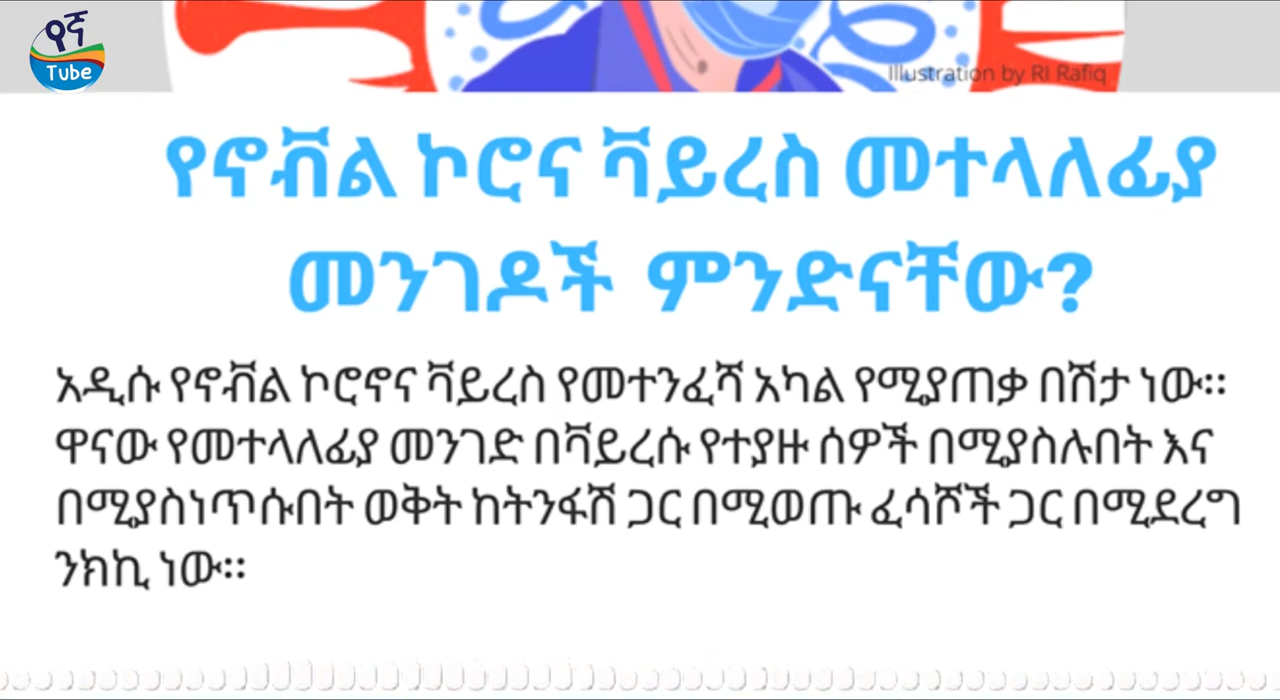 የኛ
Tube
Illustration by RI Rafiq
የኖቭል ኮሮና ቫይረስ መተላለፊያ
መንገዶች ምንድናቸው?
አዲሱ የኖቭል ኮሮኖና ቫይረስ የመተንፈሻ አካል የሚያጠቃ በሽታ ነው።
ዋናው የመተላለፊያ መንገድ በቫይረሱ የተያዙ ሰዎች በሚያስሉበት እና
በሚያስነጥሱበት ወቅት ከትንፋሽ ጋር በሚወጡ ፈሳሾች ጋር በሚደረግ
ንክኪ ነው።